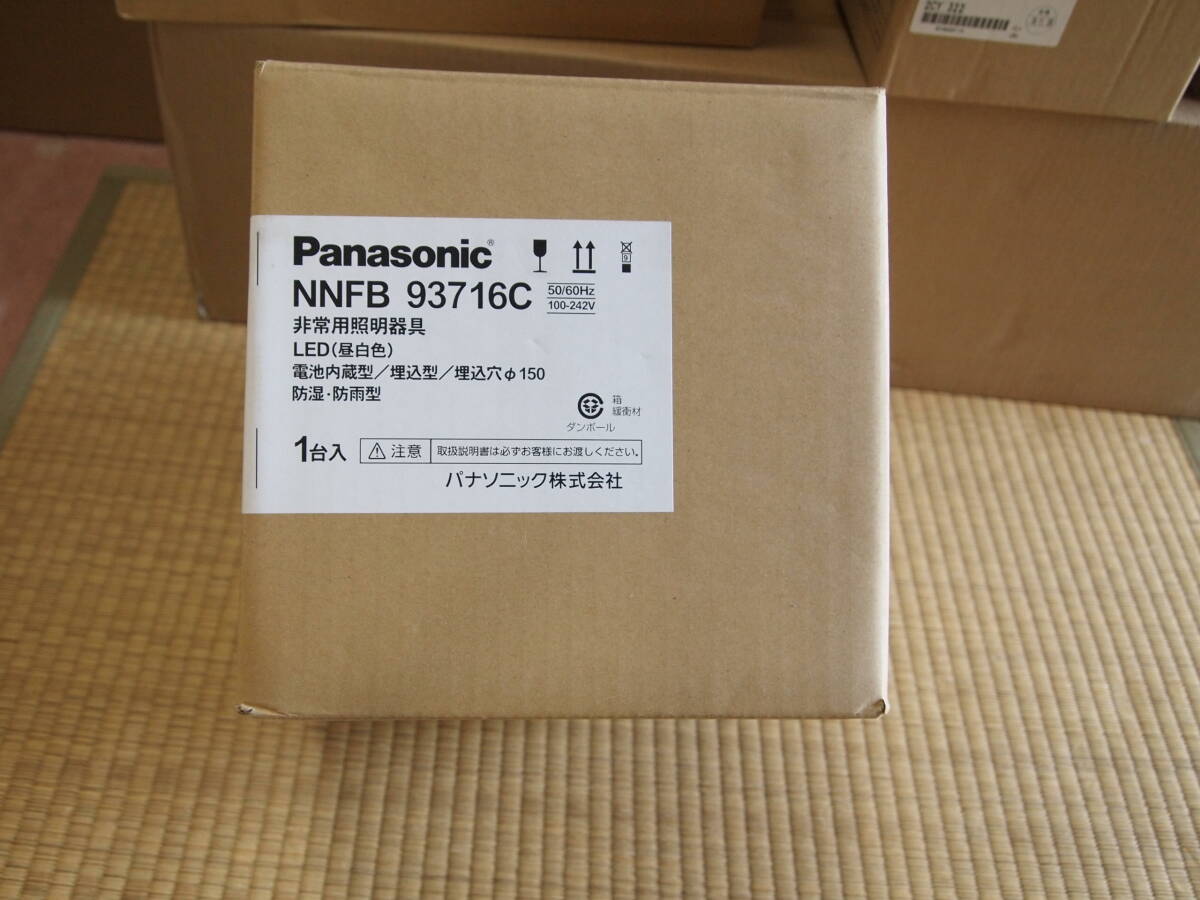 Panasonic®
NNFB 93716C
50/60Hz
100-242V
9
非常用照明器具
LED(昼白色)
電池内蔵型/埋込型/埋込穴φ150
防湿・防雨型
箱
緩衝材
ダンボール
1台入
注意
取扱説明書は必ずお客様にお渡しください。
パナソニック株式会社
2CY 322